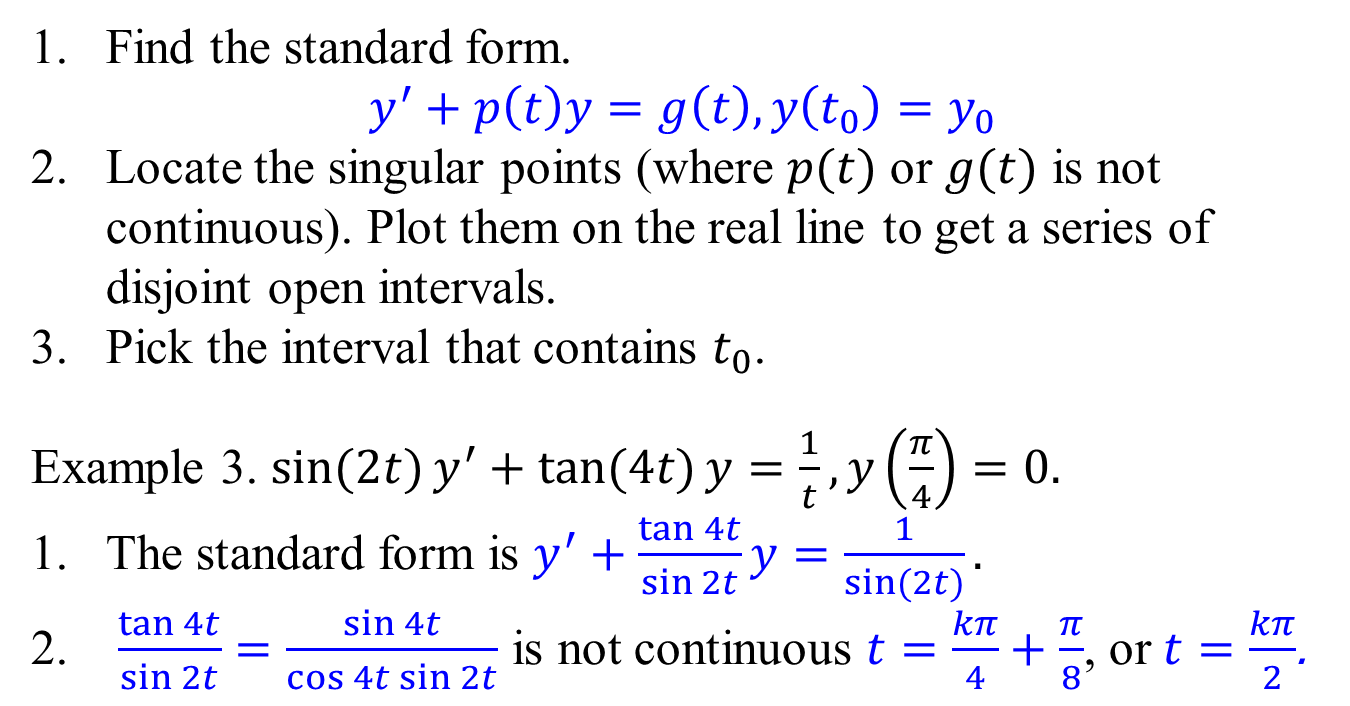 1. Find the standard form.
y′ + p(t)y = g(t), y(t₀) = y₀
2. Locate the singular points (where p(t) or g(t) is not
continuous). Plot them on the real line to get a series of
disjoint open intervals.
3. Pick the interval that contains t₀.
Example 3. sin(2t) y′ + tan(4t) y = 1/t, y(π/4) = 0.
1. The standard form is y′ + (tan 4t)/(sin 2t) y = 1/(sin(2t)).
2. (tan 4t)/(sin 2t) = (sin 4t)/(cos 4t sin 2t) is not continuous t = kπ/4 + π/8, or t = kπ/2.